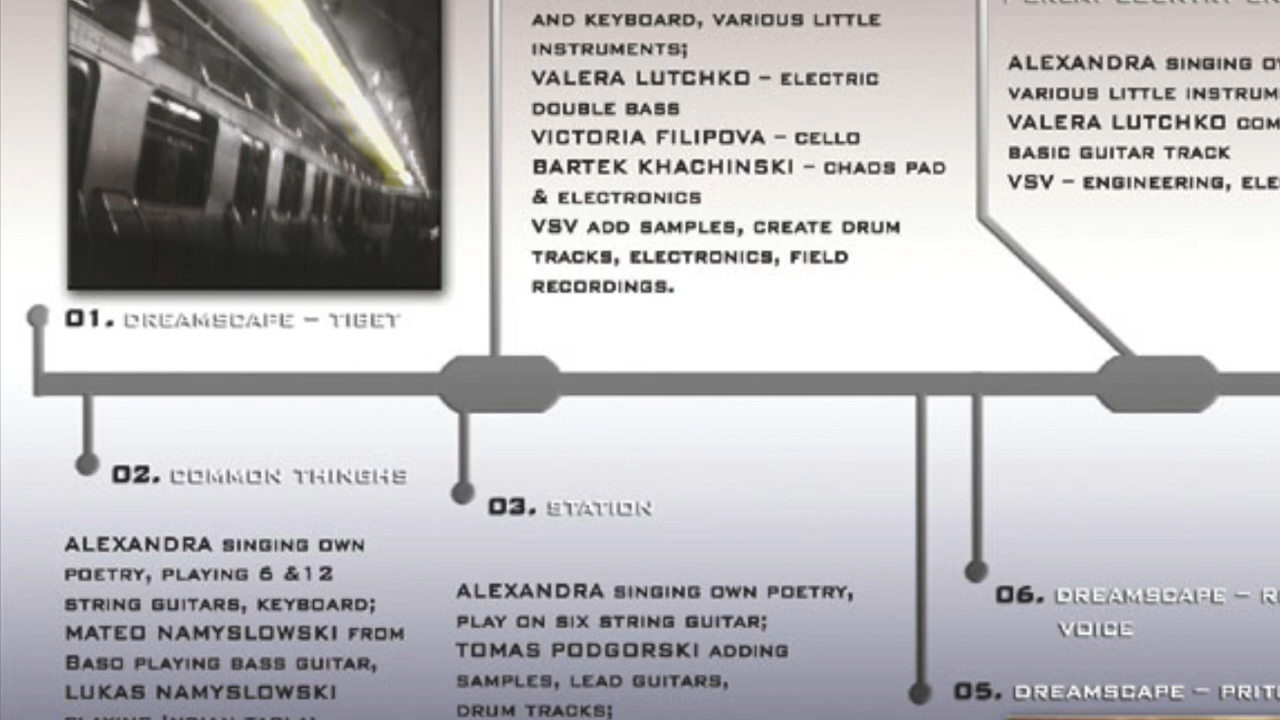 AND KEYBOARD, VARIOUS LITTLE
INSTRUMENTS;
VALERA LUTCHKO – ELECTRIC
DOUBLE BASS
VICTORIA FILIPOVA – CELLO
BARTEK KHACHINSKI – CHAOS PAD
& ELECTRONICS
VSV ADD SAMPLES, CREATE DRUM
TRACKS, ELECTRONICS, FIELD
RECORDINGS.
ALEXANDRA SINGING
VARIOUS LITTLE
VALERA LUTCHKO
BASIC GUITAR TRACK
VSV – ENGINEERING,
01. DREAMSCAPE – TIBET
02. COMMON THINGHS
ALEXANDRA SINGING OWN
POETRY, PLAYING 6 &12
STRING GUITARS, KEYBOARD;
MATEO NAMYSLOWSKI FROM
BASO PLAYING BASS GUITAR,
LUKAS NAMYSLOWSKI
PLAYING INDIAN TABLA;
03. STATION
ALEXANDRA SINGING OWN POETRY,
PLAY ON SIX STRING GUITAR;
TOMAS PODGORSKI ADDING
SAMPLES, LEAD GUITARS,
DRUM TRACKS;
06. DREAMSCAPE –
VOICE
05. DREAMSCAPE –